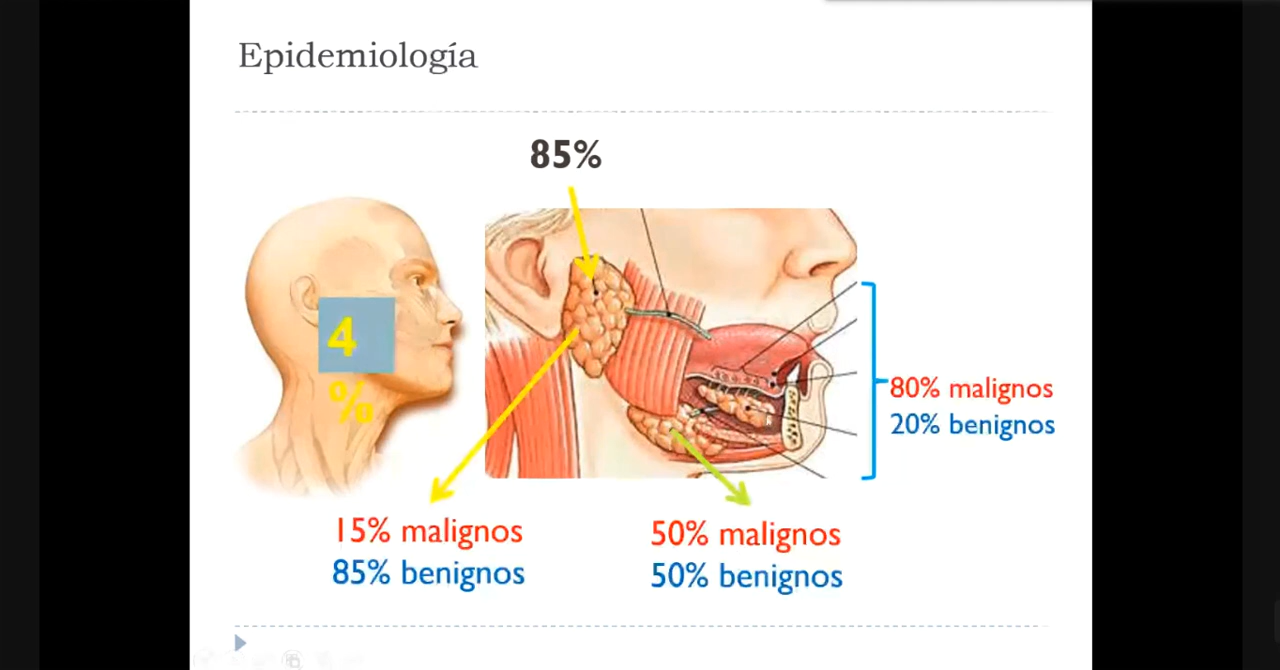 Epidemiología
85%
4
%
80% malignos
20% benignos
15% malignos
85% benignos
50% malignos
50% benignos